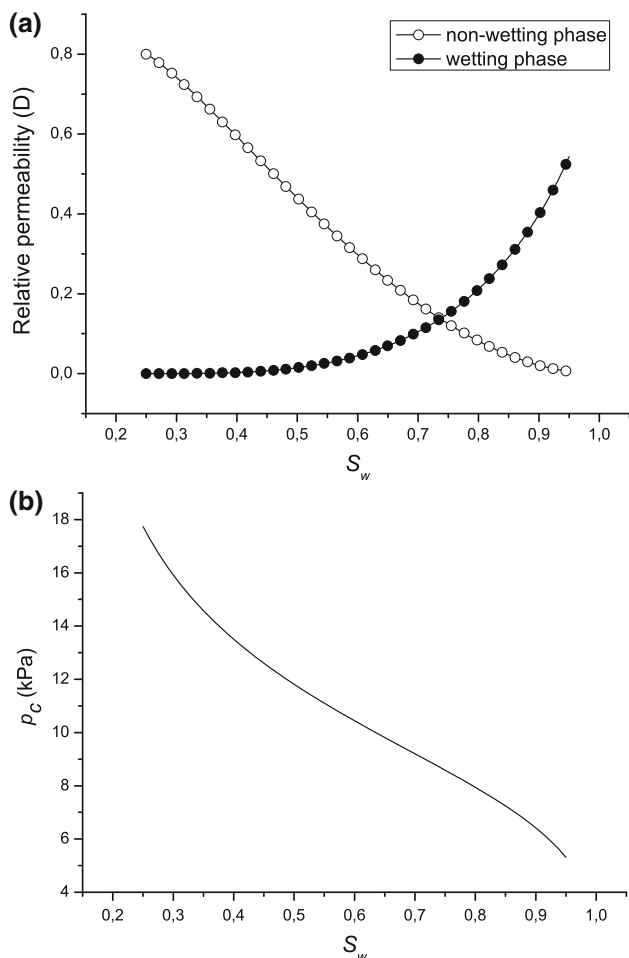 (a)
non-wetting phase
wetting phase
Relative permeability (D)
0,8
0,6
0,4
0,2
0,0
0,2 0,3 0,4 0,5 0,6 0,7 0,8 0,9 1,0
S_w
(b)
p_c (kPa)
18
16
14
12
10
8
6
4
0,2 0,3 0,4 0,5 0,6 0,7 0,8 0,9 1,0
S_w